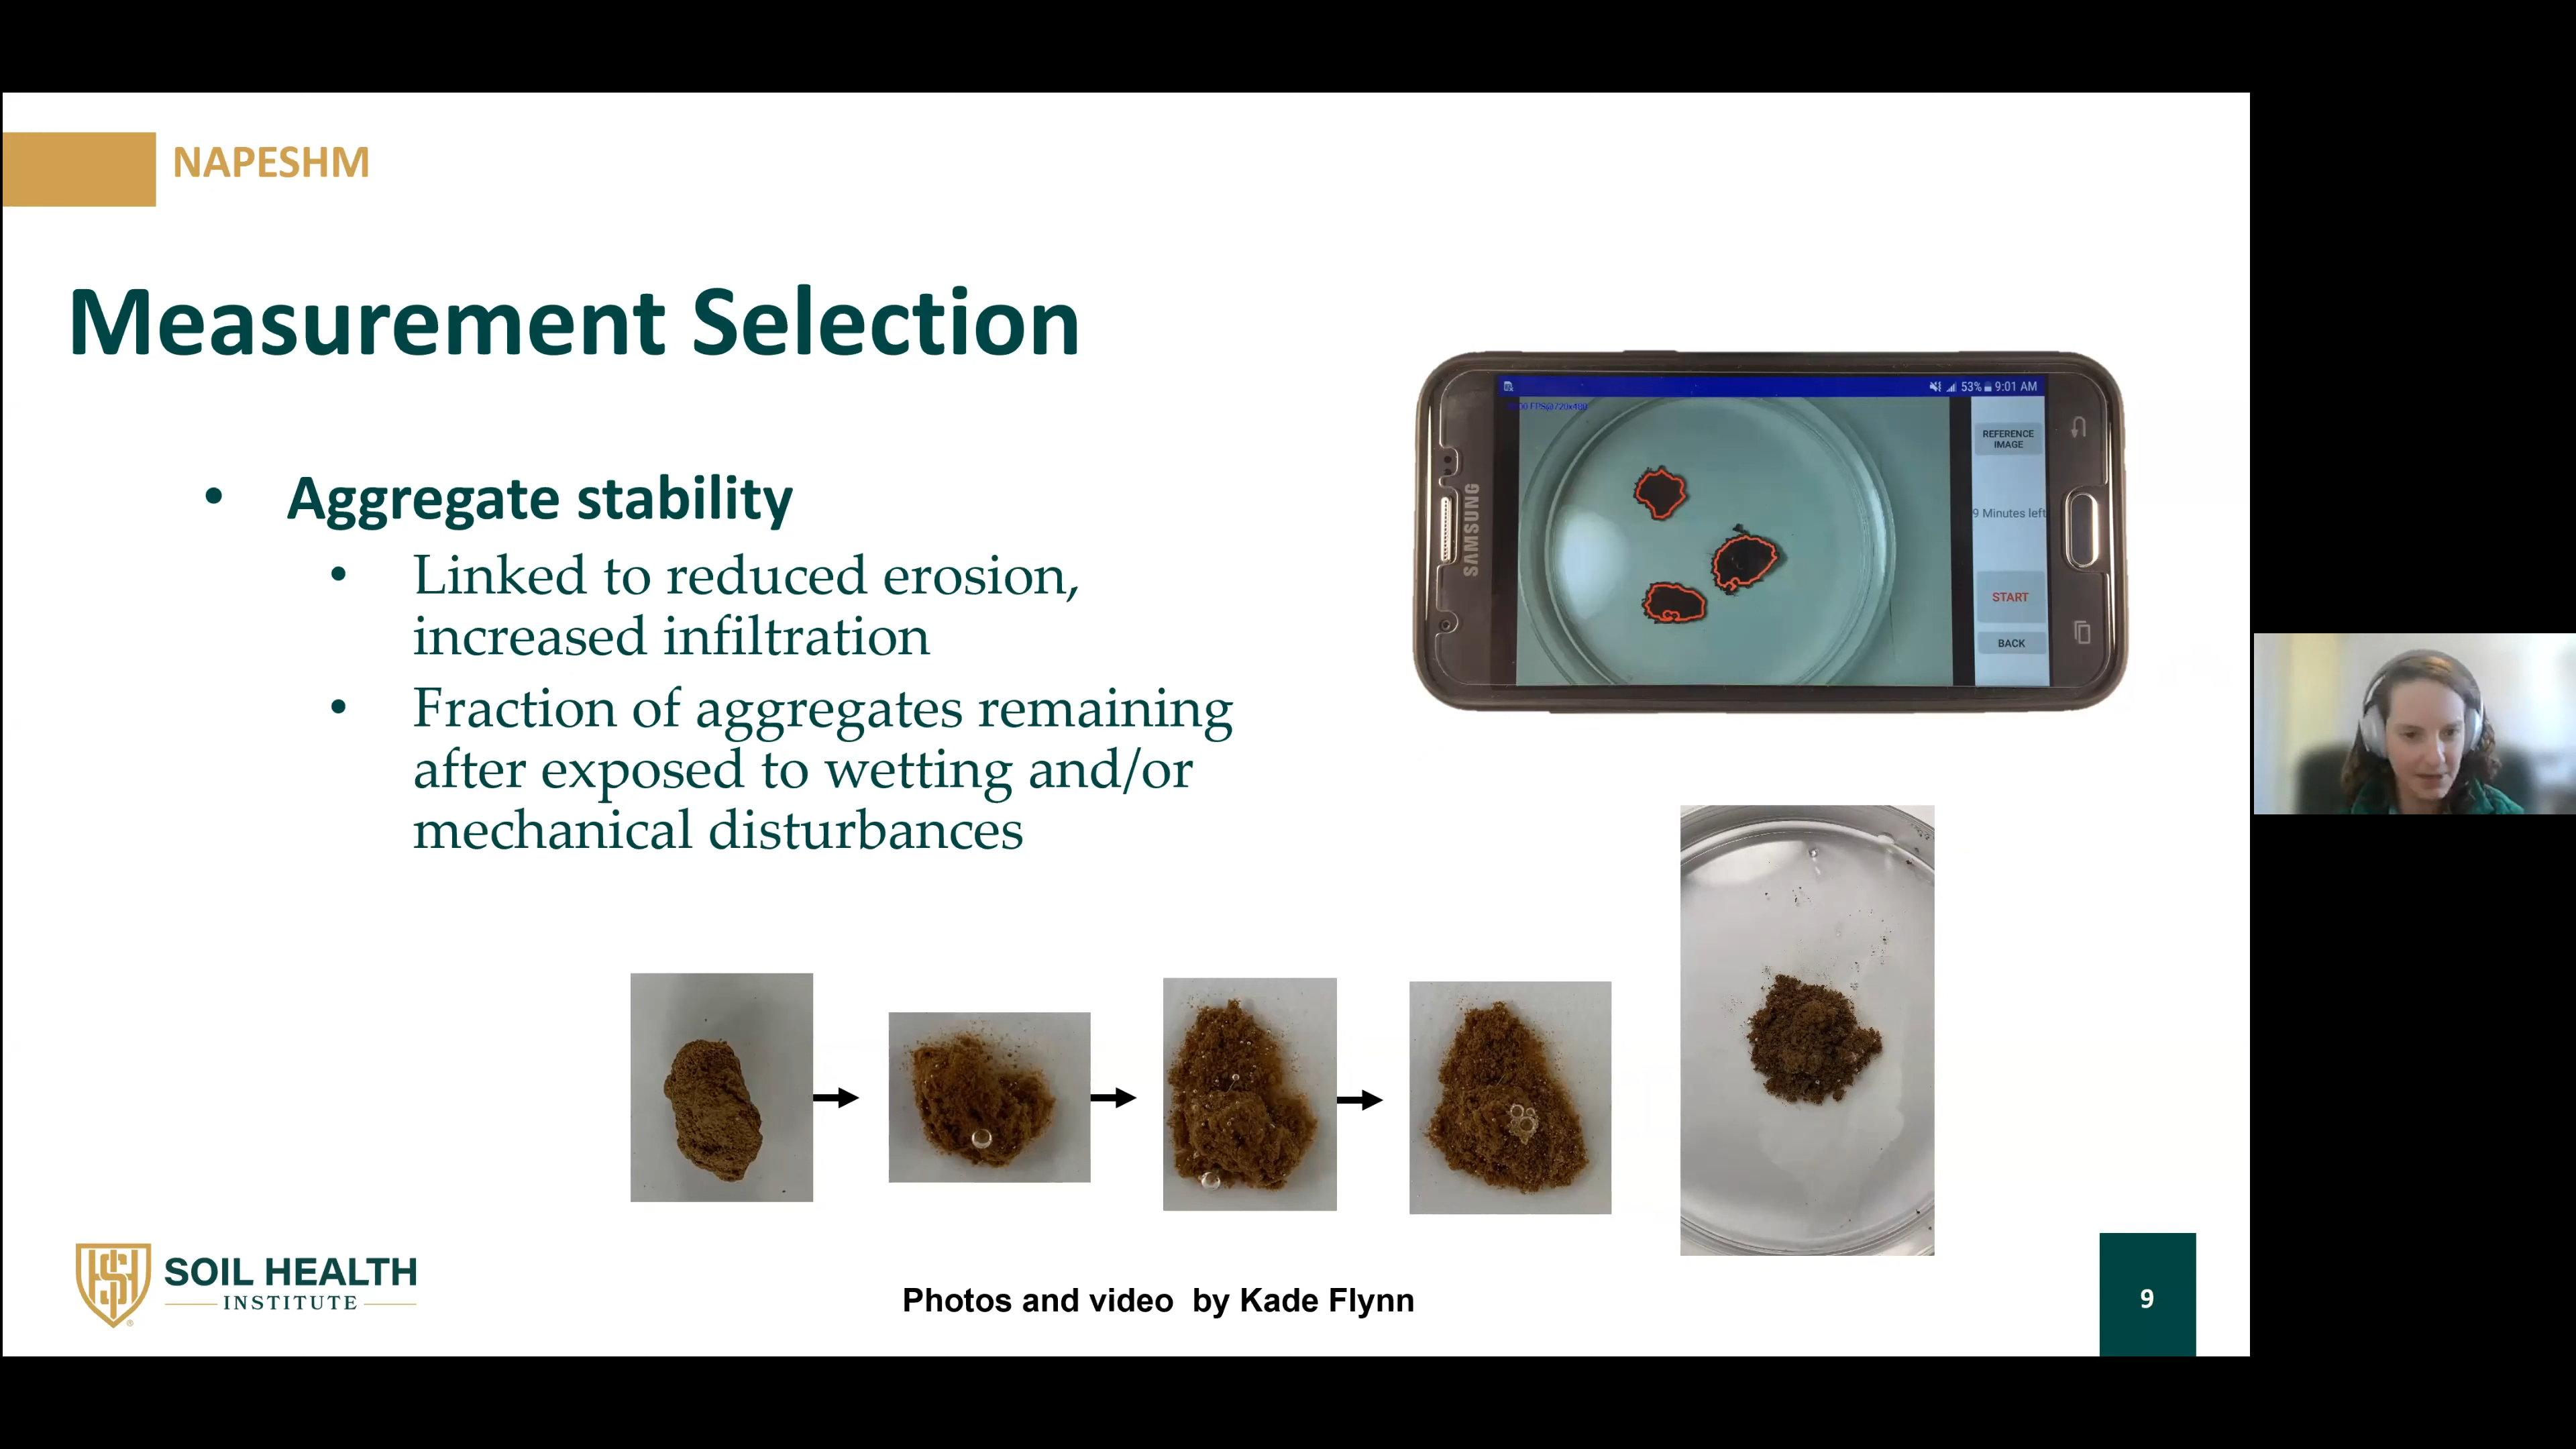 NAPESHM
Measurement Selection
• Aggregate stability
• Linked to reduced erosion,
increased infiltration
• Fraction of aggregates remaining
after exposed to wetting and/or
mechanical disturbances
SAMSUNG
53% 9:01 AM
REFERENCE
IMAGE
9 Minutes left
START
BACK
SOIL HEALTH
INSTITUTE
Photos and video by Kade Flynn
9